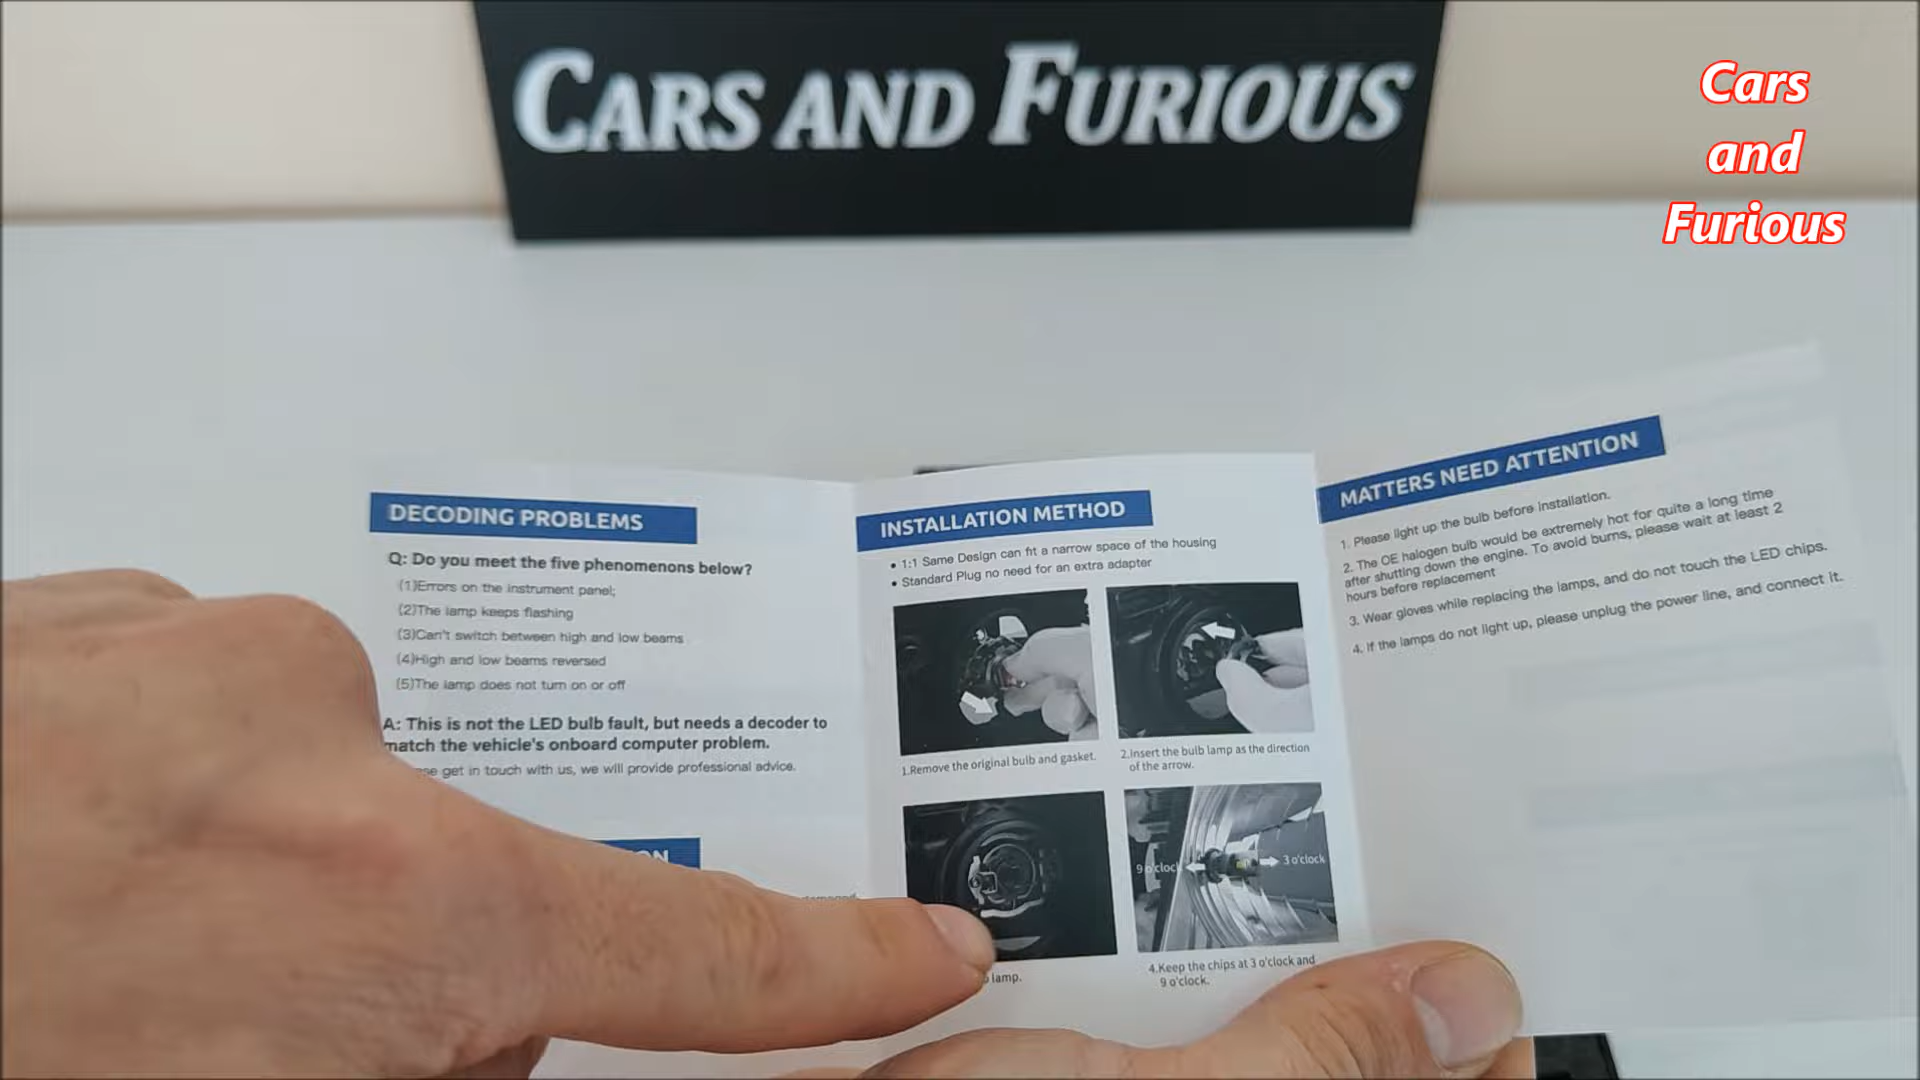 CARS AND FURIOUS
Cars
and
Furious
DECODING PROBLEMS
Q: Do you meet the five phenomenons below?
(1)Errors on the instrument panel;
(2)The lamp keeps flashing
(3)Can't switch between high and low beams
(4)High and low beams reversed
(5)The lamp does not turn on or off
A: This is not the LED bulb fault, but needs a decoder to
match the vehicle's onboard computer problem.
get in touch with us, we will provide professional advice.
INSTALLATION METHOD
• 1:1 Same Design can fit a narrow space of the housing
• Standard Plug no need for an extra adapter
1.Remove the original bulb and gasket.
2.Insert the bulb lamp as the direction
of the arrow.
lamp.
9 o'clock
3 o'clock
4.Keep the chips at 3 o'clock and
9 o'clock.
MATTERS NEED ATTENTION
1. Please light up the bulb before installation.
2. The OE halogen bulb would be extremely hot for quite a long time
after shutting down the engine. To avoid burns, please wait at least 2
hours before replacement
3. Wear gloves while replacing the lamps, and do not touch the LED chips.
4. If the lamps do not light up, please unplug the power line, and connect it.